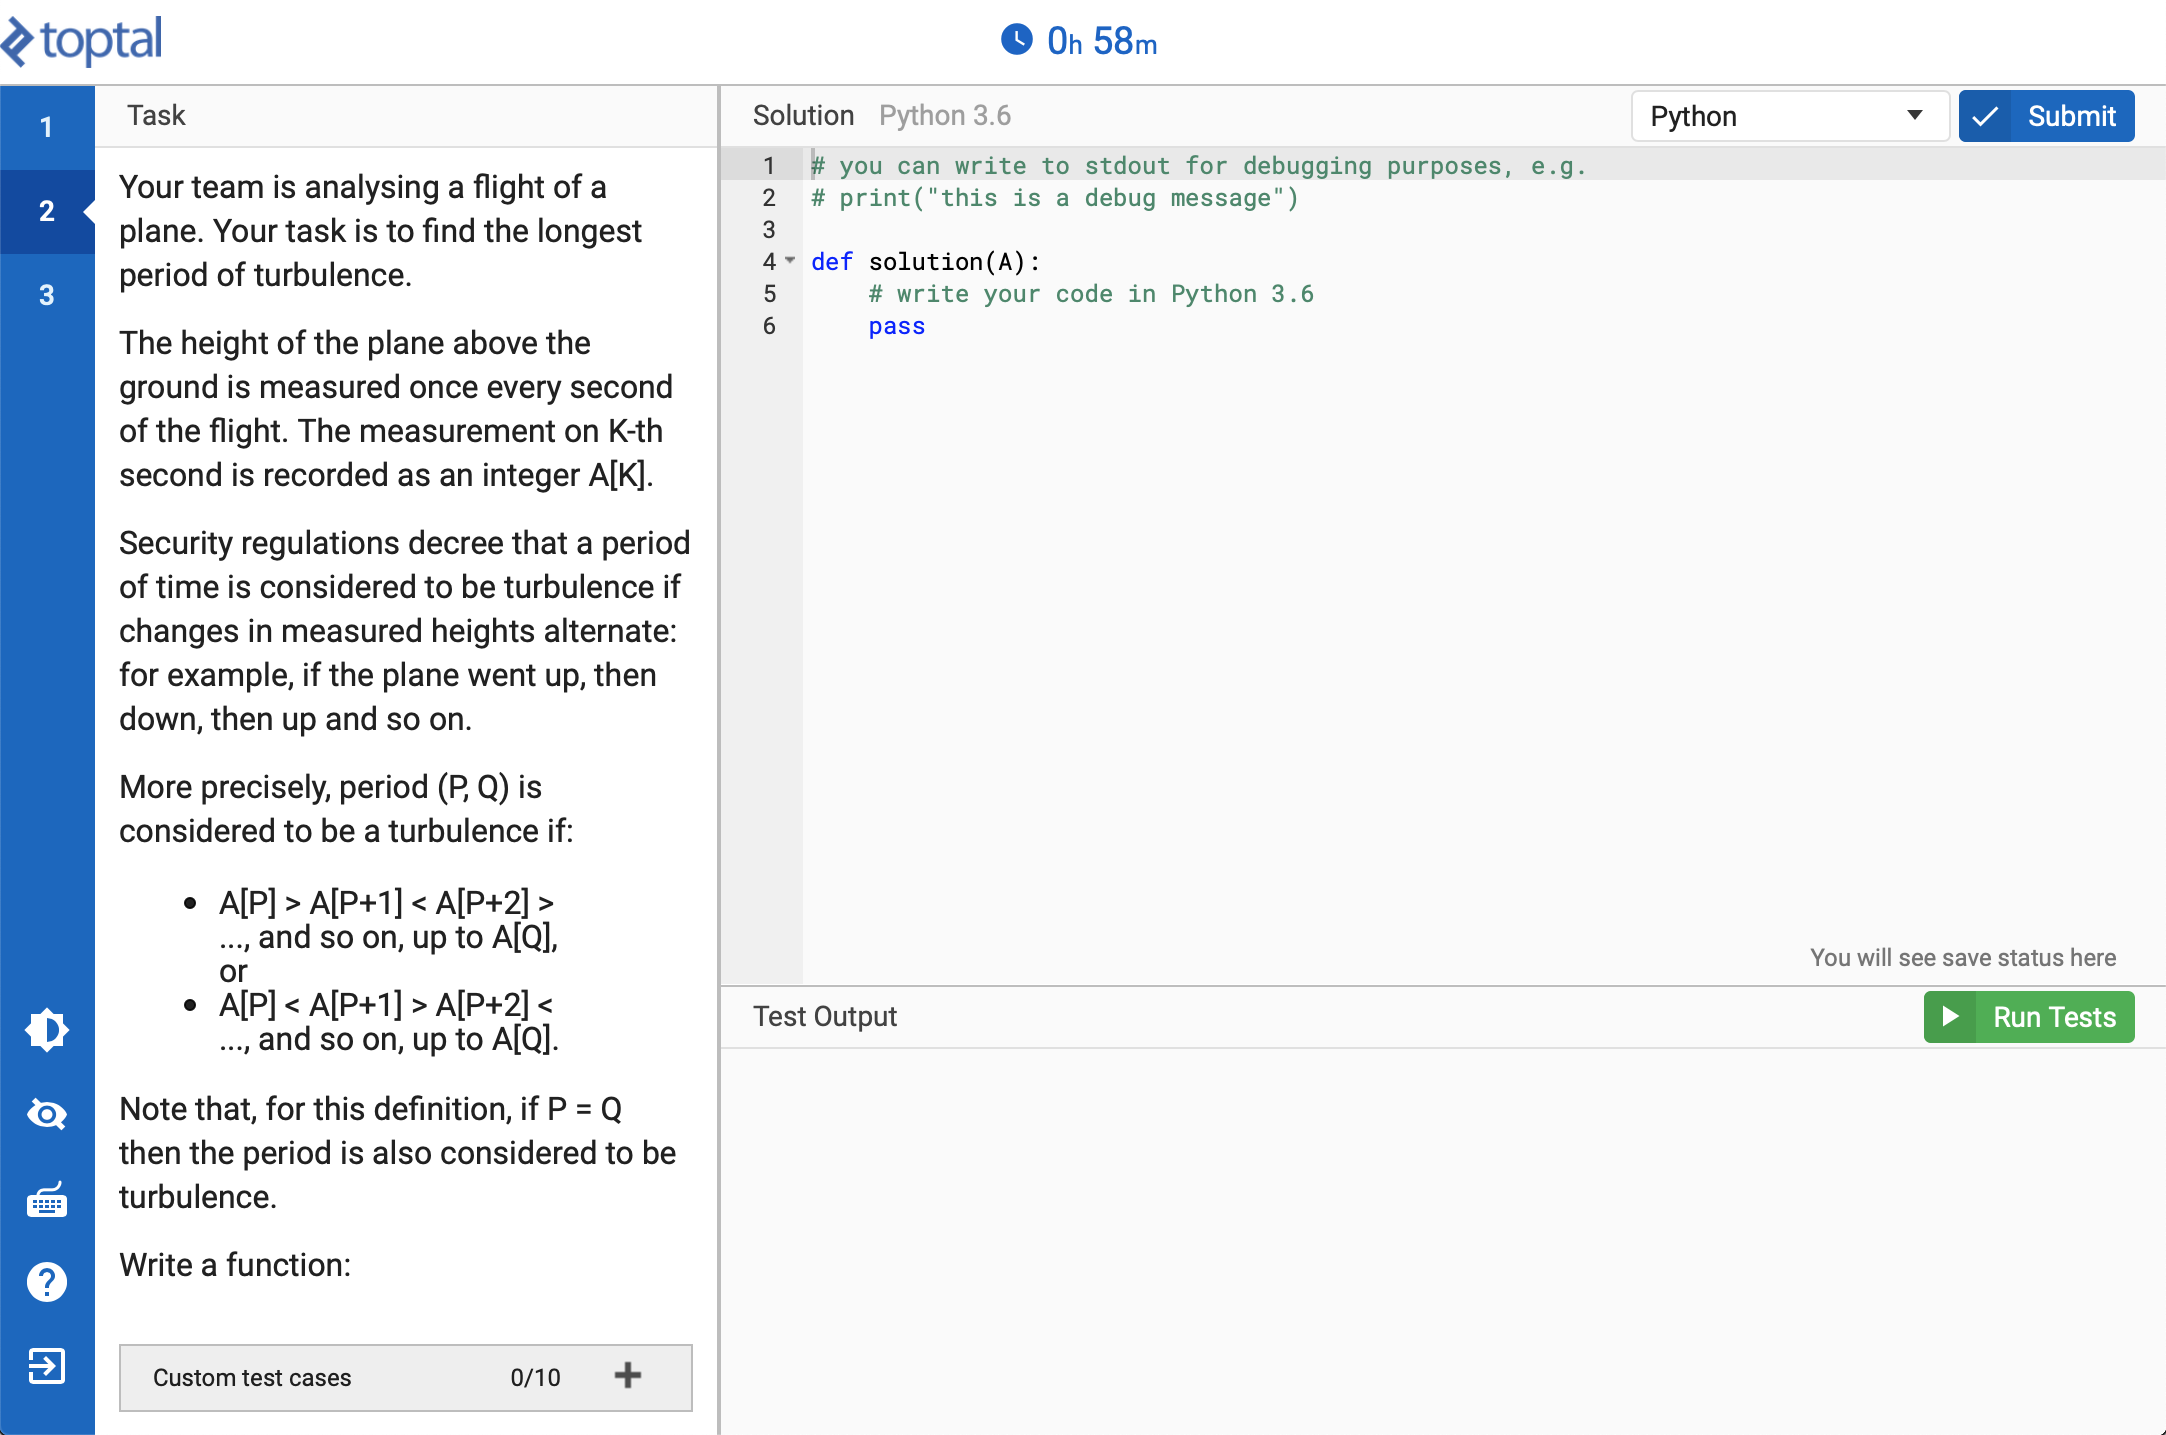 toptal
0h 58m
1
2
3
Task
Your team is analysing a flight of a
plane. Your task is to find the longest
period of turbulence.
The height of the plane above the
ground is measured once every second
of the flight. The measurement on K-th
second is recorded as an integer A[K].
Security regulations decree that a period
of time is considered to be turbulence if
changes in measured heights alternate:
for example, if the plane went up, then
down, then up and so on.
More precisely, period (P, Q) is
considered to be a turbulence if:
• A[P] > A[P+1] < A[P+2] >
..., and so on, up to A[Q],
or
• A[P] < A[P+1] > A[P+2] <
..., and so on, up to A[Q].
Note that, for this definition, if P = Q
then the period is also considered to be
turbulence.
Write a function:
Custom test cases 0/10 +
Solution Python 3.6
Python
Submit
1 # you can write to stdout for debugging purposes, e.g.
2 # print("this is a debug message")
3
4 def solution(A):
5     # write your code in Python 3.6
6     pass
You will see save status here
Test Output
Run Tests